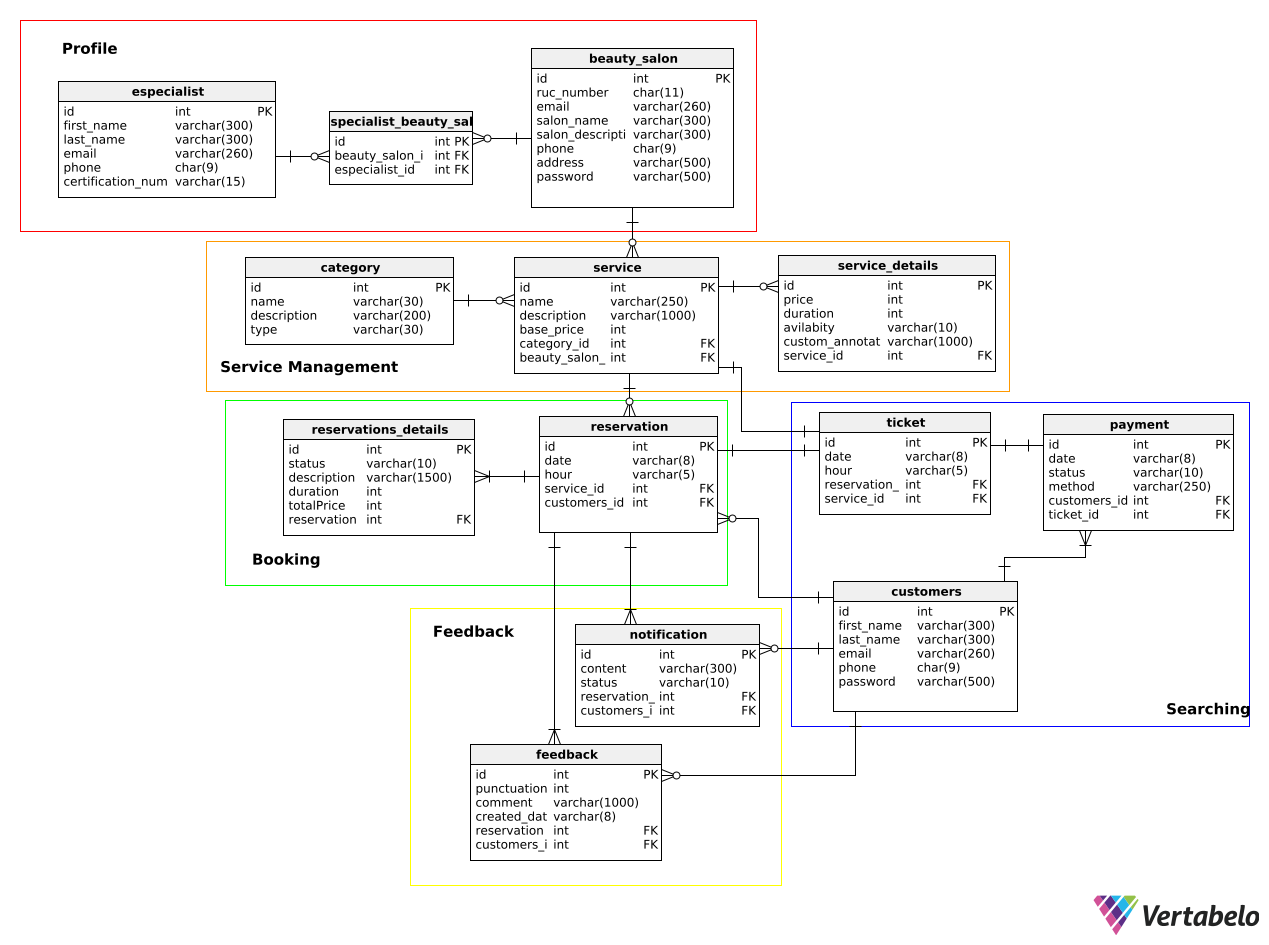 Profile
especialist
id int PK
first_name varchar(300)
last_name varchar(300)
email varchar(260)
phone char(9)
certification_num varchar(15)
specialist_beauty_sal
id int PK
beauty_salon_i int FK
especialist_id int FK
beauty_salon
id int PK
ruc_number char(11)
email varchar(260)
salon_name varchar(300)
salon_descripti varchar(300)
phone char(9)
address varchar(500)
password varchar(500)
category
id int PK
name varchar(30)
description varchar(200)
type varchar(30)
Service Management
service
id int PK
name varchar(250)
description varchar(1000)
base_price int
category_id int FK
beauty_salon_ int FK
service_details
id int PK
price int
duration int
avilabity varchar(10)
custom_annotat varchar(1000)
service_id int FK
reservations_details
id int PK
status varchar(10)
description varchar(1500)
duration int
totalPrice int
reservation int FK
Booking
reservation
id int PK
date varchar(8)
hour varchar(5)
service_id int FK
customers_id int FK
ticket
id int PK
date varchar(8)
hour varchar(5)
reservation_ int FK
service_id int FK
payment
id int PK
date varchar(8)
status varchar(10)
method varchar(250)
customers_id int FK
ticket_id int FK
customers
id int PK
first_name varchar(300)
last_name varchar(300)
email varchar(260)
phone char(9)
password varchar(500)
Searching
Feedback
notification
id int PK
content varchar(300)
status varchar(10)
reservation_ int FK
customers_i int FK
feedback
id int PK
punctuation int
comment varchar(1000)
created_dat varchar(8)
reservation int FK
customers_i int FK
Vertabelo